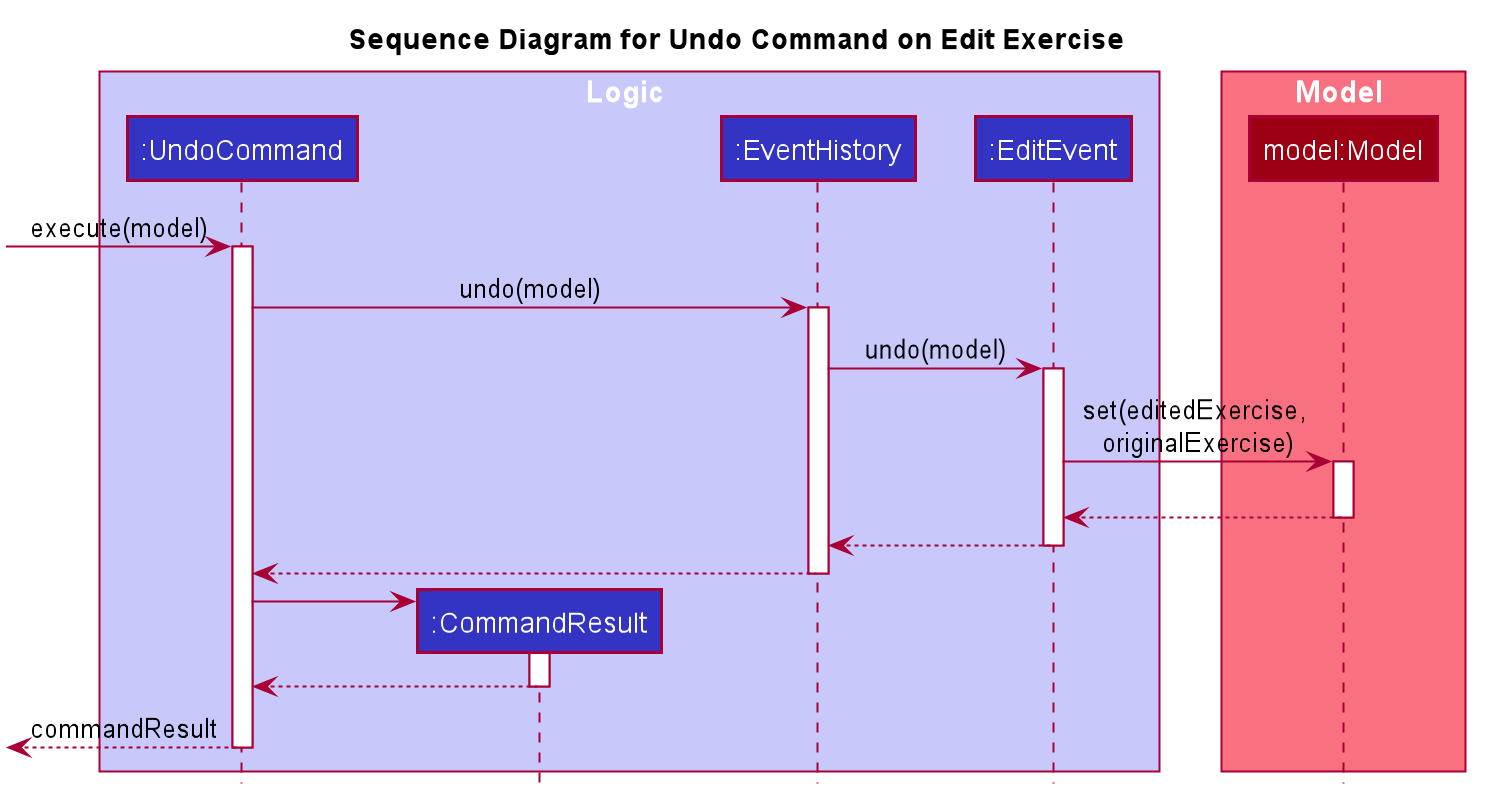 Sequence Diagram for Undo Command on Edit Exercise
Logic
Model
:UndoCommand
:EventHistory
:EditEvent
model:Model
execute(model)
undo(model)
undo(model)
set(editedExercise,
originalExercise)
:CommandResult
commandResult